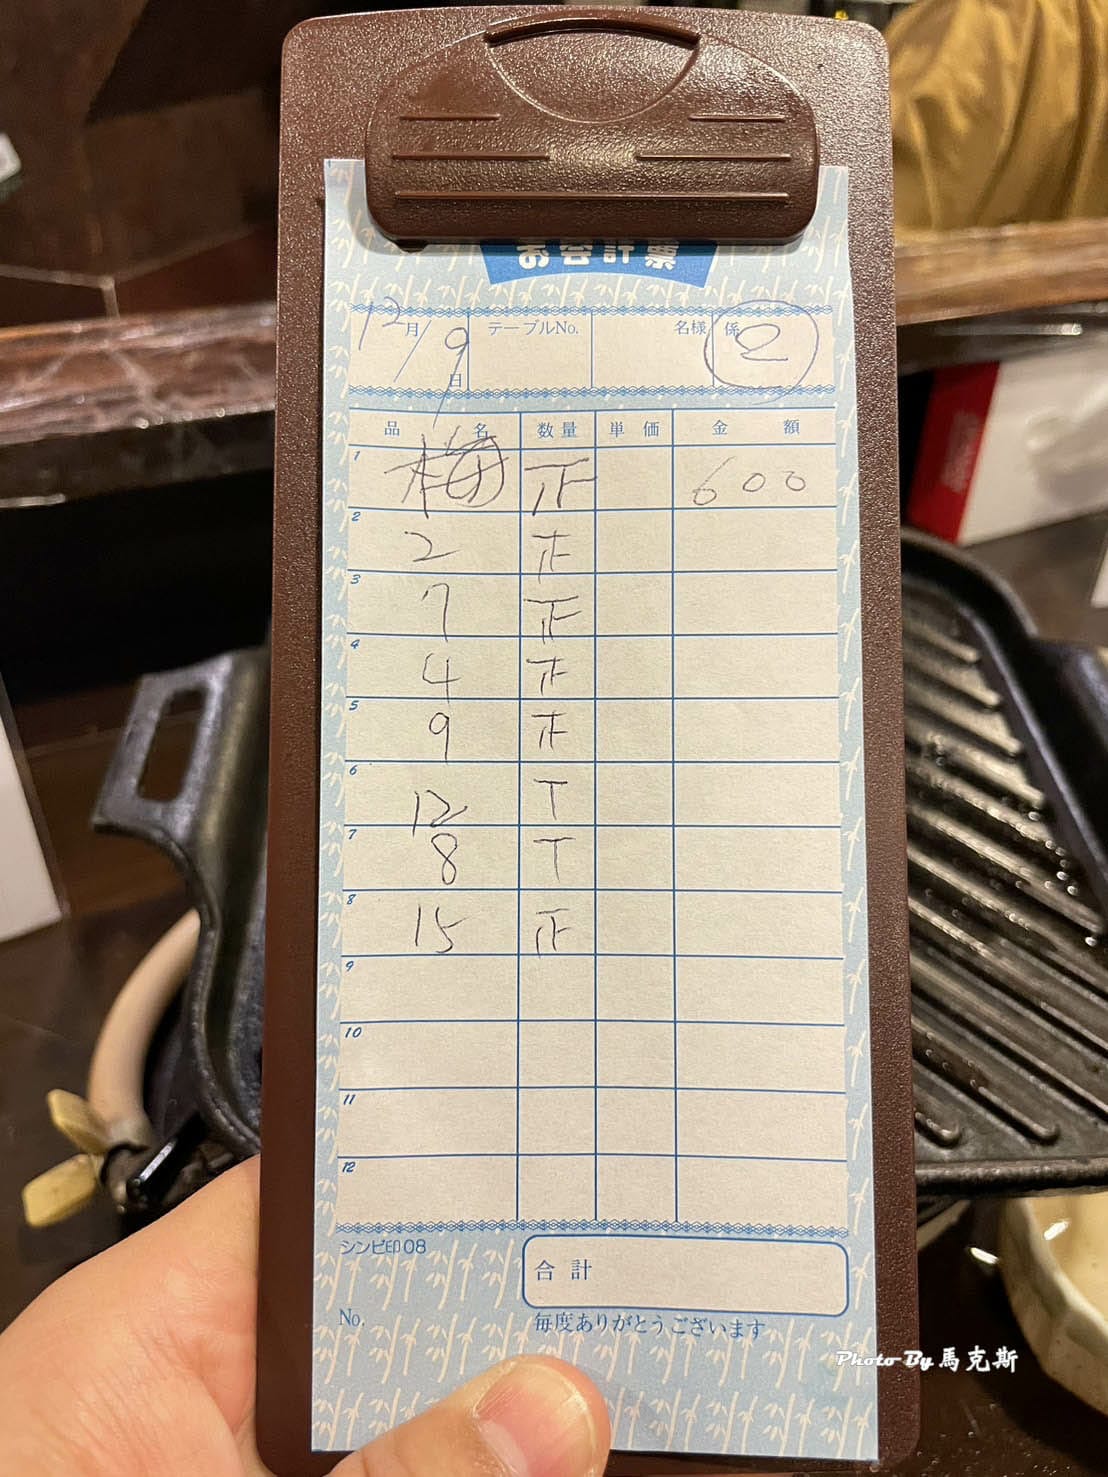 お会計票
12月/9日 テーブルNo. 名様 係 2
品名 数量 単価 金額
1 梅 正 600
2 2 正
3 7 正
4 4 正
5 9 正
6 12 T
7 8 T
8 15 正
9
10
11
12
シンピ印08
合計
No.
毎度ありがとうございます
Photo By 馬克斯